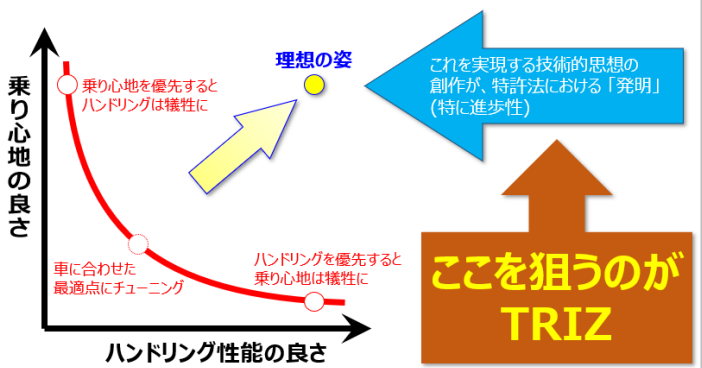 理想の姿
乗り心地を優先すると
ハンドリングは犠牲に
これを実現する技術的思想の
創作が、特許法における「発明」
(特に進歩性)
乗り心地の良さ
車に合わせた
最適点にチューニング
ハンドリングを優先すると
乗り心地は犠牲に
ここを狙うのが
TRIZ
ハンドリング性能の良さ